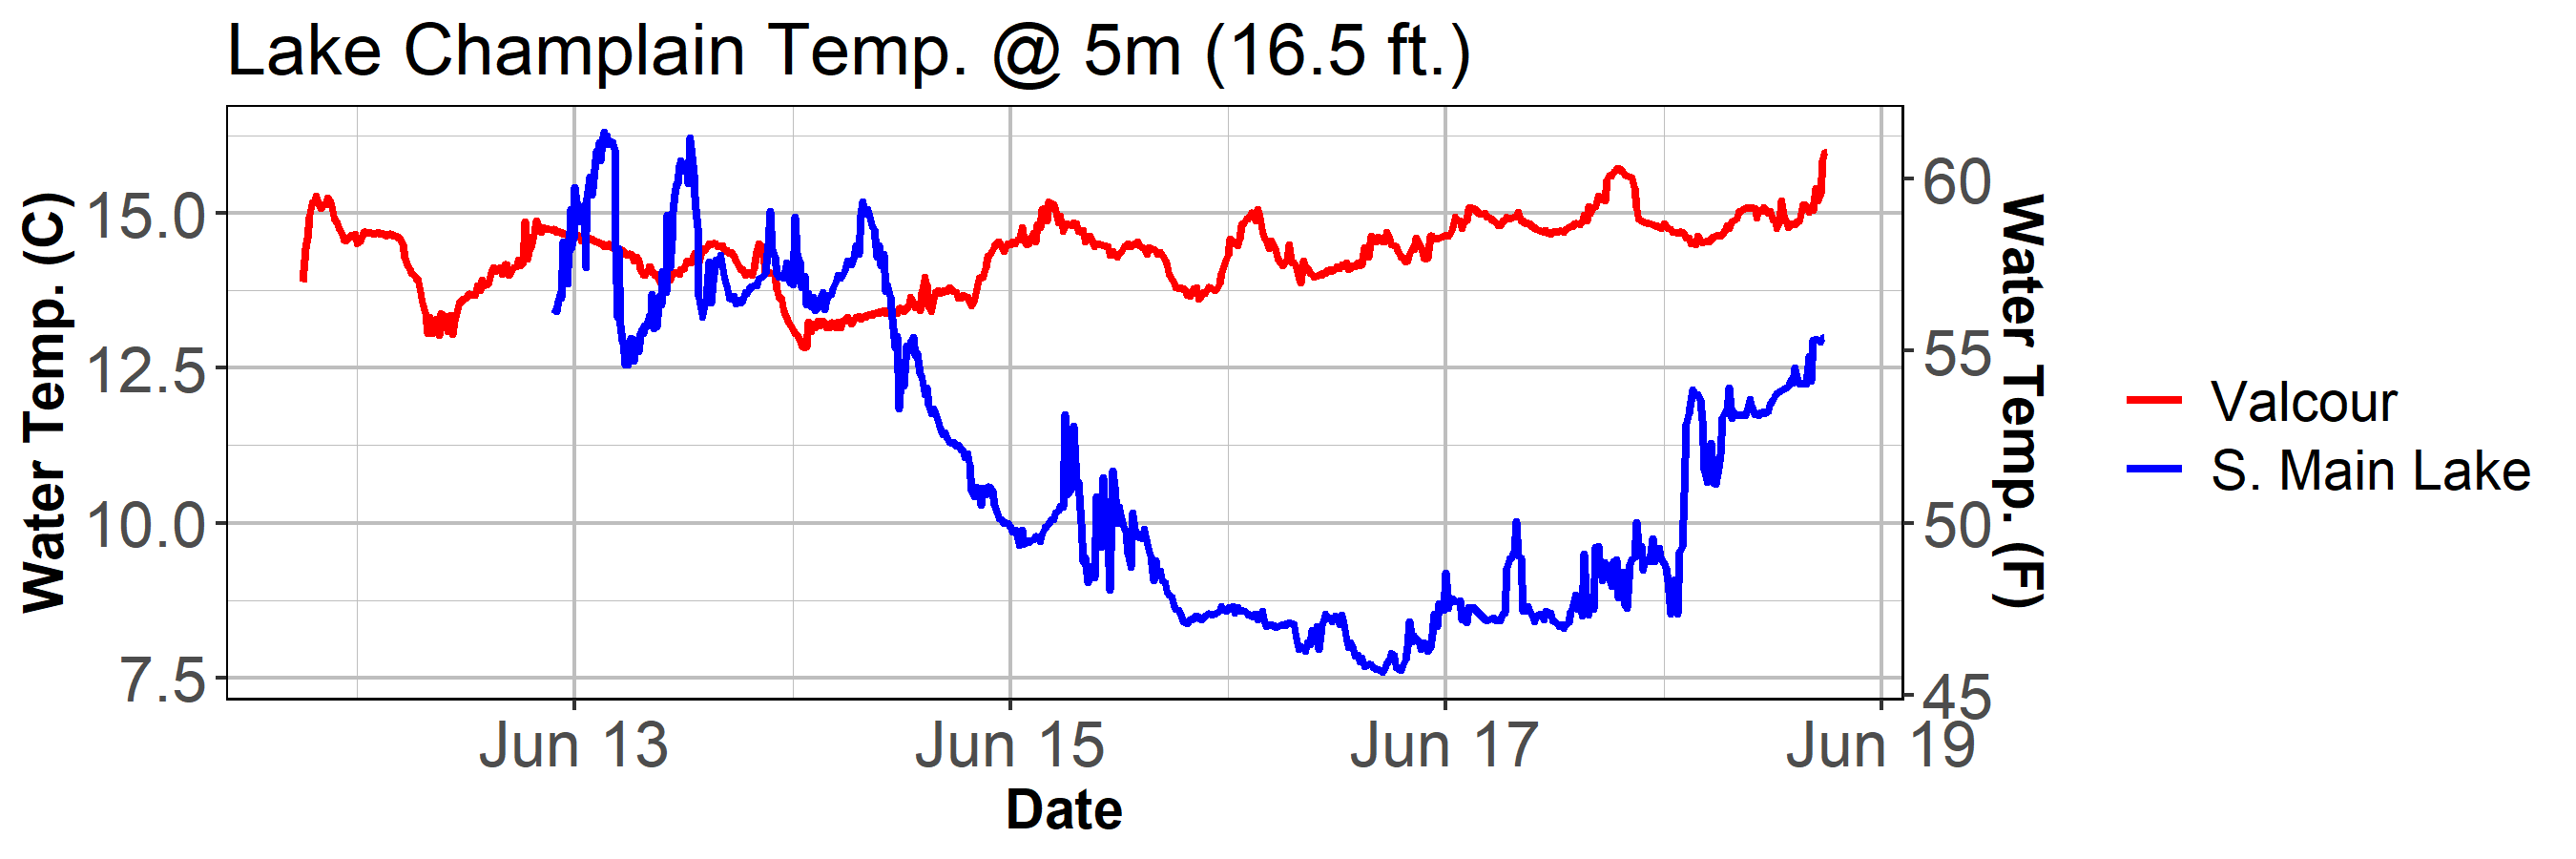 Lake Champlain Temp. @ 5m (16.5 ft.)
Water Temp. (C)
15.0
12.5
10.0
7.5
60
55
50
45
Water Temp. (F)
Jun 13 Jun 15 Jun 17 Jun 19
Date
Valcour
S. Main Lake